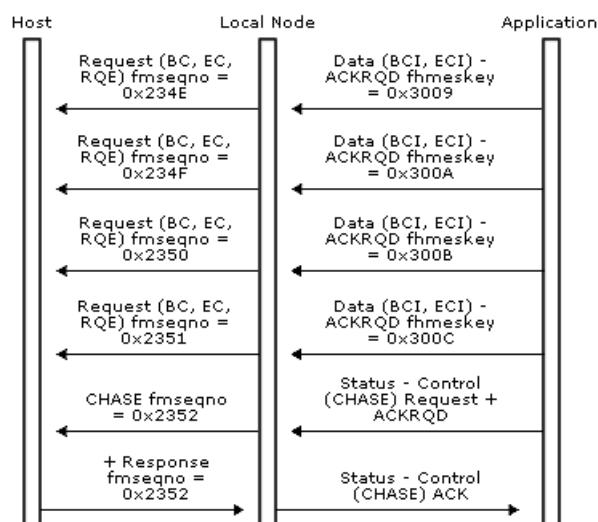 Host
Local Node
Application
Request (BC, EC,
RQE) fmseqno =
0x234E
Data (BCI, ECI) -
ACKRQD fhmeskey
= 0x3009
Request (BC, EC,
RQE) fmseqno =
0x234F
Data (BCI, ECI) -
ACKRQD fhmeskey
= 0x300A
Request (BC, EC,
RQE) fmseqno =
0x2350
Data (BCI, ECI) -
ACKRQD fhmeskey
= 0x300B
Request (BC, EC,
RQE) fmseqno =
0x2351
Data (BCI, ECI) -
ACKRQD fhmeskey
= 0x300C
CHASE fmseqno
= 0x2352
Status - Control
(CHASE) Request +
ACKRQD
+ Response
fmseqno =
0x2352
Status - Control
(CHASE) ACK